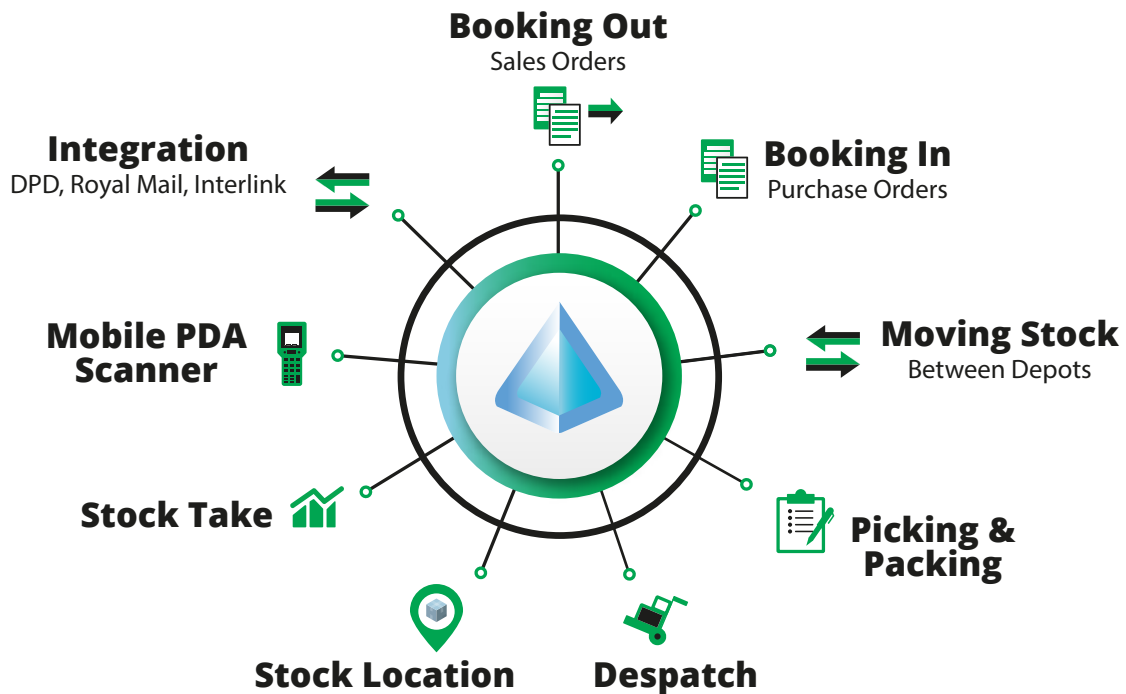 Booking Out
Sales Orders
Booking In
Purchase Orders
Moving Stock
Between Depots
Picking &
Packing
Despatch
Stock Location
Stock Take
Mobile PDA
Scanner
Integration
DPD, Royal Mail, Interlink